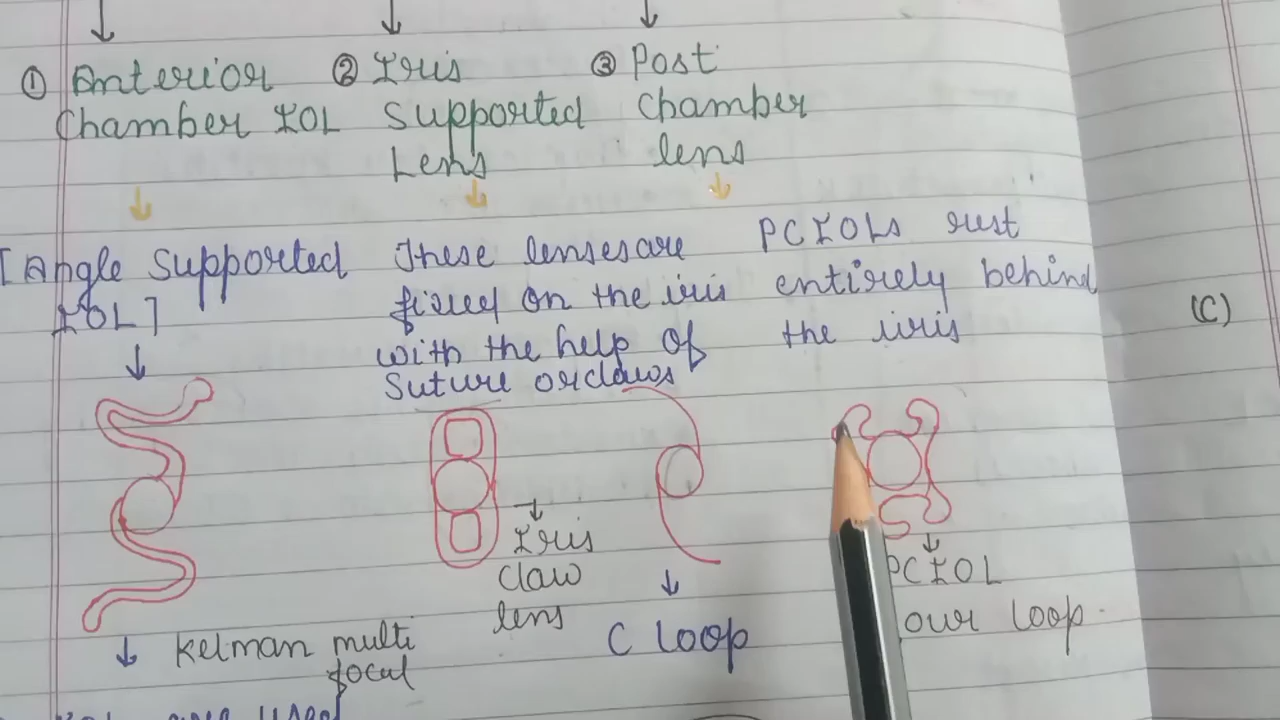 ① Anterior
Chamber IOL
② Iris
Supported
Lens
③ Post
Chamber
lens
[Angle Supported
IOL]
These lenses are
fixed on the iris
with the help of
Suture or claws
PCIOLs rest
entirely behind
the iris
(C)
Iris
claw
lens
C loop
PCIOL
our loop
Kelman multi
focal
used